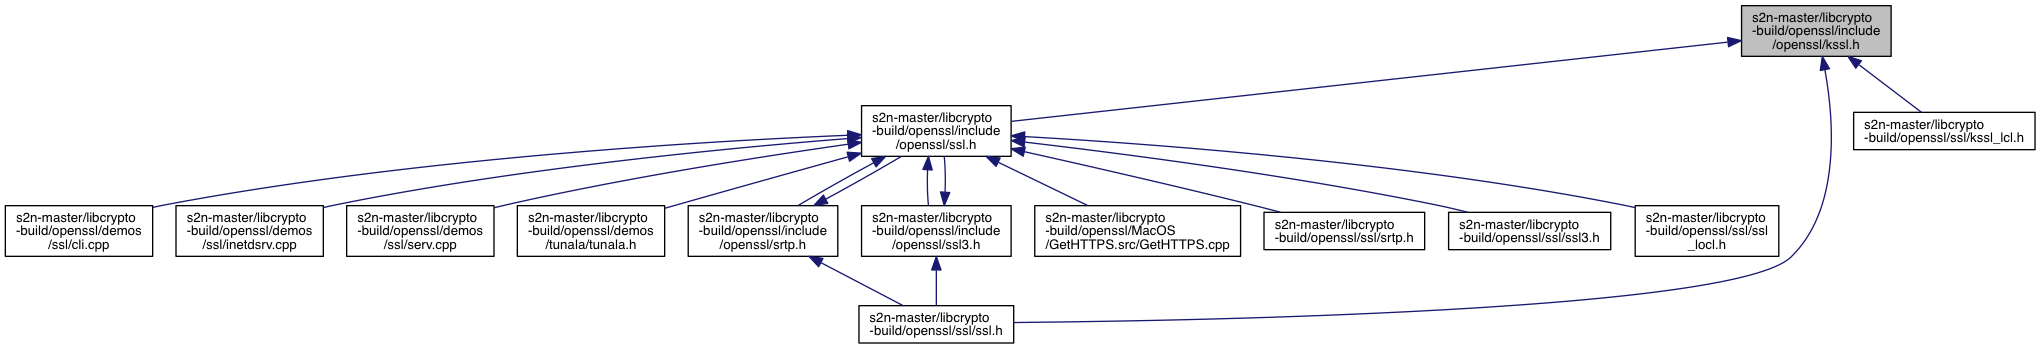 s2n-master/libcrypto
-build/openssl/include
/openssl/kssl.h
s2n-master/libcrypto
-build/openssl/include
/openssl/ssl.h
s2n-master/libcrypto
-build/openssl/ssl/kssl_lcl.h
s2n-master/libcrypto
-build/openssl/demos
/ssl/cli.cpp
s2n-master/libcrypto
-build/openssl/demos
/ssl/inetdsrv.cpp
s2n-master/libcrypto
-build/openssl/demos
/ssl/serv.cpp
s2n-master/libcrypto
-build/openssl/demos
/tunala/tunala.h
s2n-master/libcrypto
-build/openssl/include
/openssl/srtp.h
s2n-master/libcrypto
-build/openssl/include
/openssl/ssl3.h
s2n-master/libcrypto
-build/openssl/MacOS
/GetHTTPS.src/GetHTTPS.cpp
s2n-master/libcrypto
-build/openssl/ssl/srtp.h
s2n-master/libcrypto
-build/openssl/ssl/ssl3.h
s2n-master/libcrypto
-build/openssl/ssl/ssl
_locl.h
s2n-master/libcrypto
-build/openssl/ssl/ssl.h